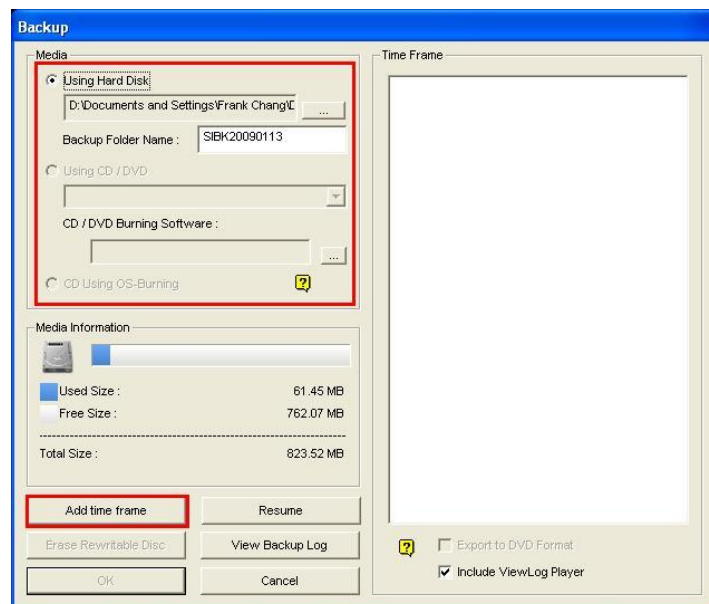 Backup
Media
Using Hard Disk
D:\Documents and Settings\Frank Chang\D
...
Backup Folder Name :
SIBK20090113
Using CD / DVD
CD / DVD Burning Software :
...
CD Using OS-Burning
?
Media Information
Used Size : 61.45 MB
Free Size : 762.07 MB
Total Size : 823.52 MB
Add time frame
Resume
Erase Rewritable Disc
View Backup Log
OK
Cancel
Time Frame
?
Export to DVD Format
Include ViewLog Player